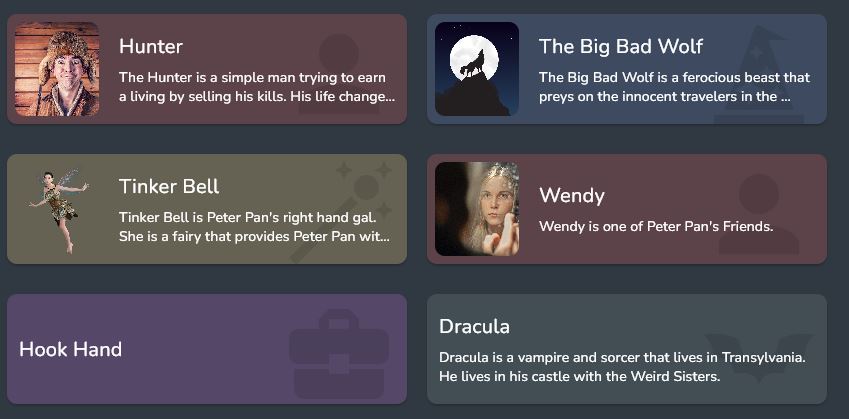 Hunter
The Hunter is a simple man trying to earn
a living by selling his kills. His life change...
The Big Bad Wolf
The Big Bad Wolf is a ferocious beast that
preys on the innocent travelers in the ...
Tinker Bell
Tinker Bell is Peter Pan's right hand gal.
She is a fairy that provides Peter Pan wit...
Wendy
Wendy is one of Peter Pan's Friends.
Hook Hand
Dracula
Dracula is a vampire and sorcer that lives in Transylvania.
He lives in his castle with the Weird Sisters.